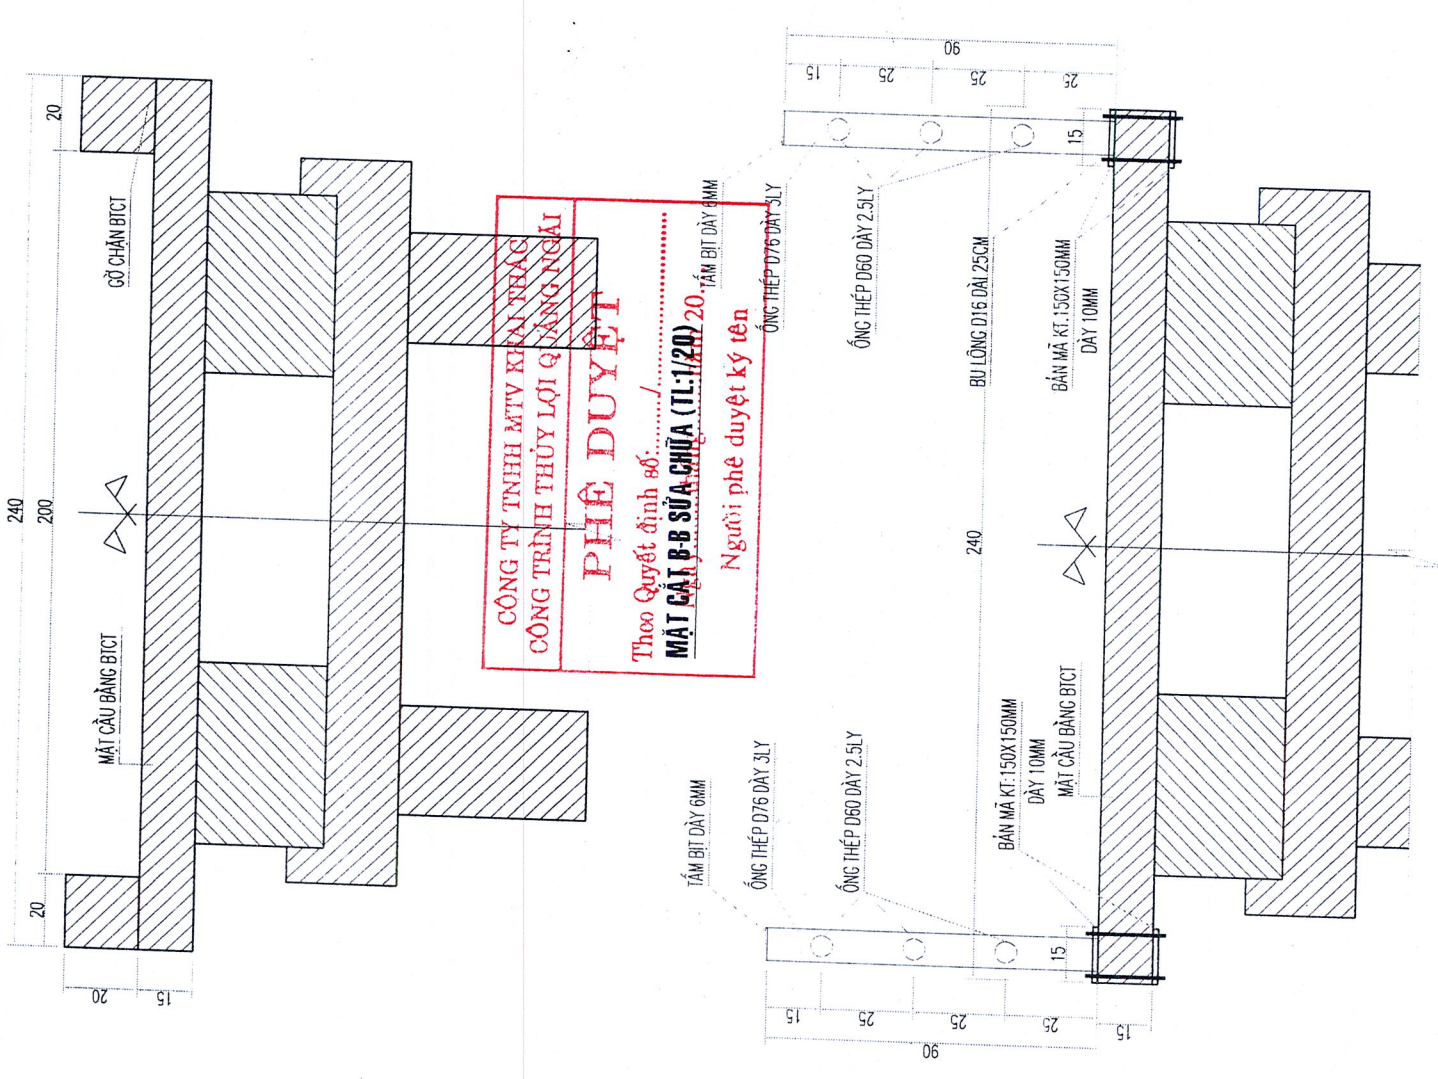 240
200
20
20
20
15
GỜ CHẮN BTCT
MẶT CẦU BẰNG BTCT
CÔNG TY TNHH MTV KHAI THÁC
CÔNG TRÌNH THỦY LỢI QUẢNG NGÃI
PHÊ DUYỆT
Theo Quyết định số:......../..................
Người phê duyệt ký tên
MẶT CẮT B-B SỬA CHỮA (TL:1/20)
TẤM BỊT DÀY 6MM
ỐNG THÉP D76 DÀY 3LY
ỐNG THÉP D60 DÀY 2.5LY
BU LÔNG D16 DÀI 25CM
BẢN MÃ KT.150X150MM
DÀY 10MM
90
15
25
25
25
15
240
TẤM BỊT DÀY 6MM
ỐNG THÉP D76 DÀY 3LY
ỐNG THÉP D60 DÀY 2.5LY
BẢN MÃ KT:150X150MM
DÀY 10MM
MẶT CẦU BẰNG BTCT
15
15
25
25
25
15
90